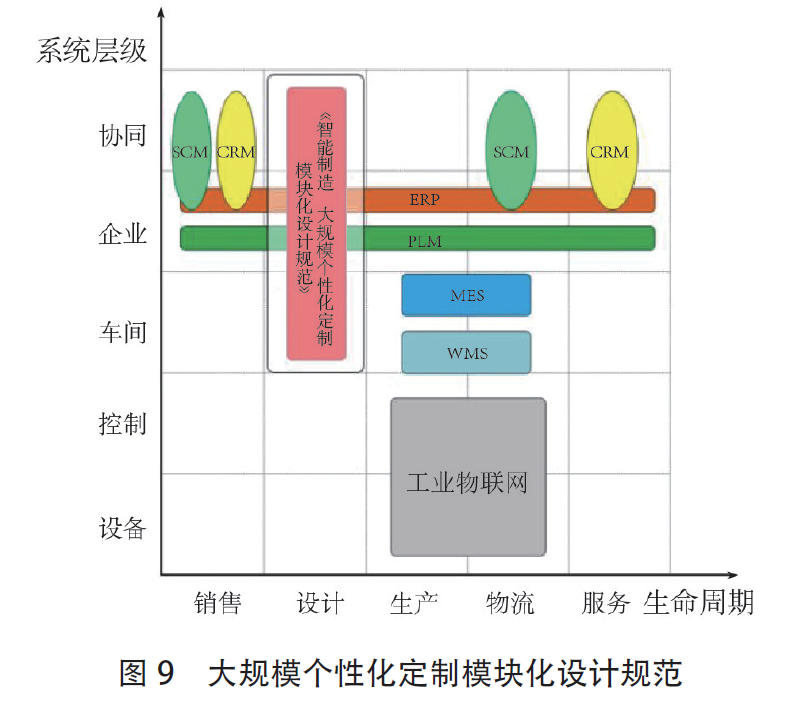 系统层级
协同
企业
车间
控制
设备
SCM
CRM
《智能制造 大规模个性化定制
模块化设计规范》
SCM
CRM
ERP
PLM
MES
WMS
工业物联网
销售
设计
生产
物流
服务
生命周期
图 9 大规模个性化定制模块化设计规范